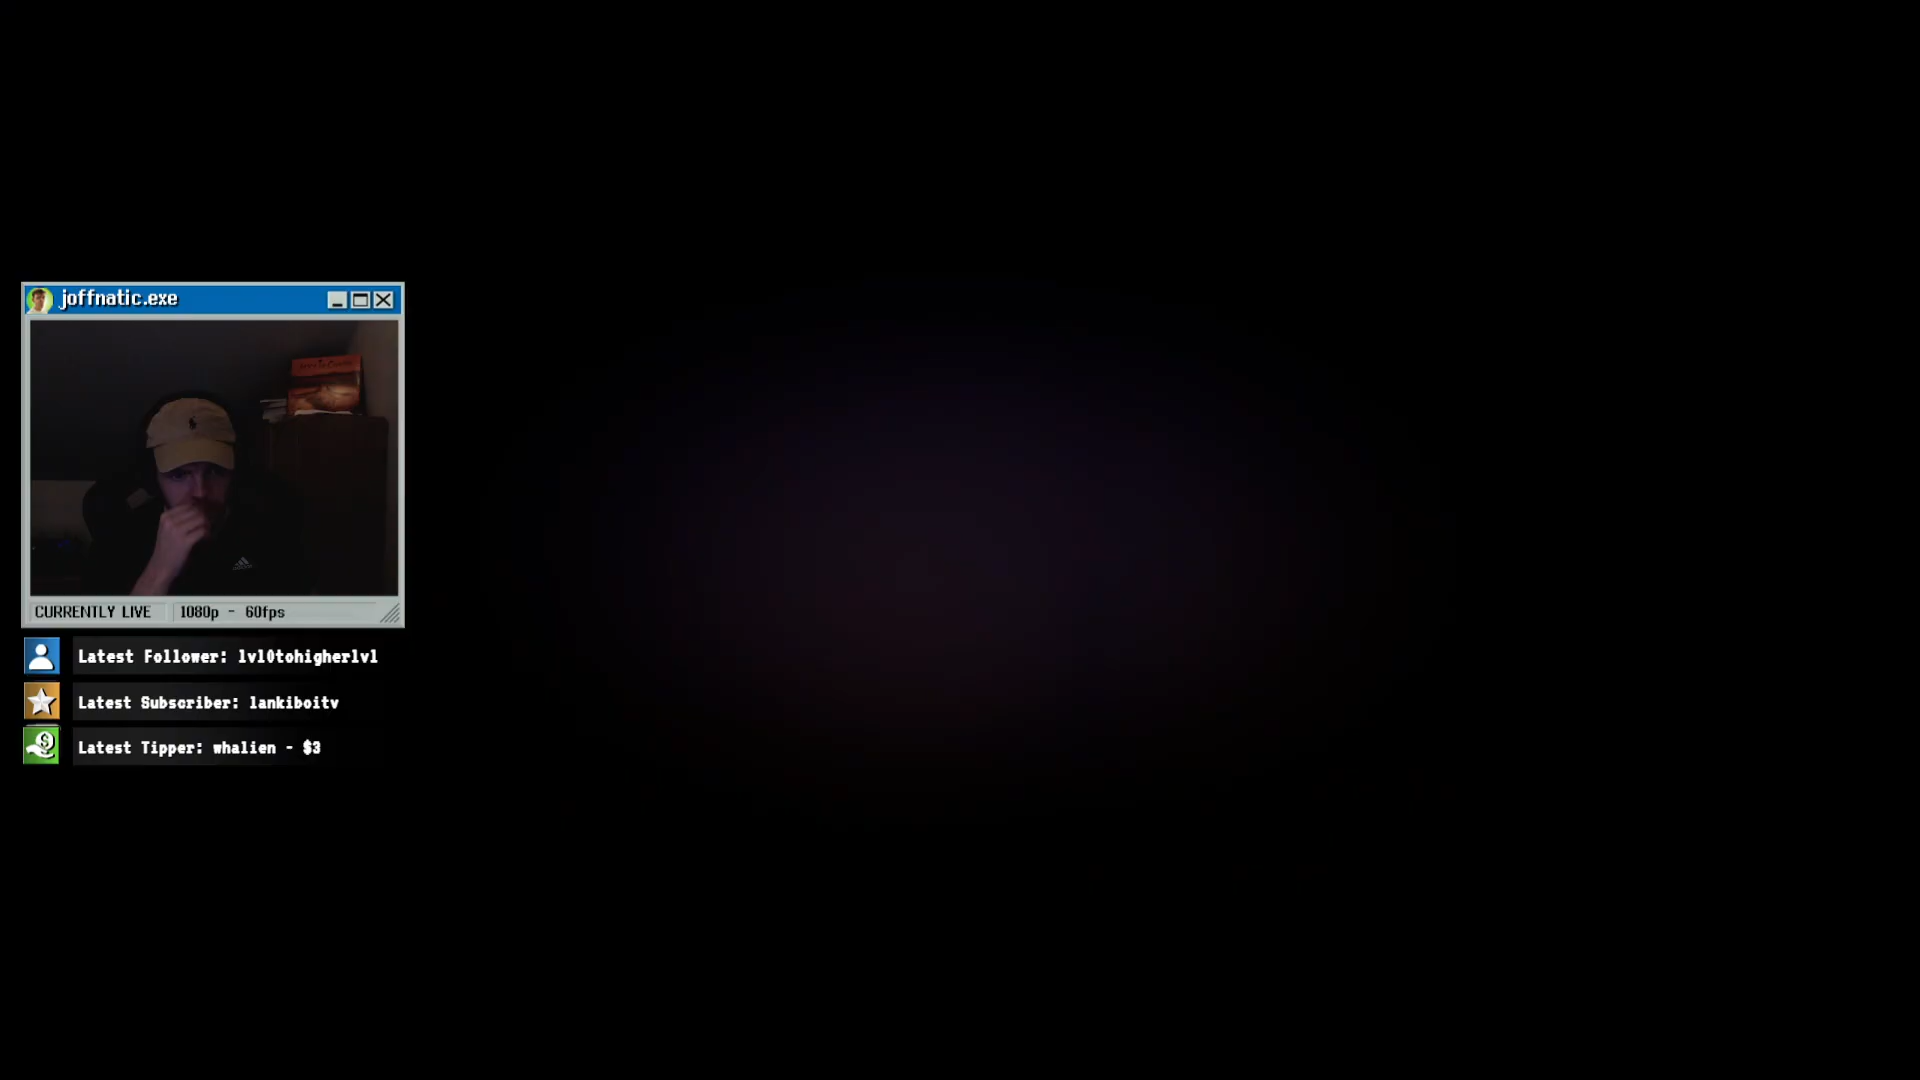 joffnatic.exe
CURRENTLY LIVE
1080p - 60fps
Latest Follower: lvl0tohigherlvl
Latest Subscriber: lankiboitv
Latest Tipper: whalien - $3